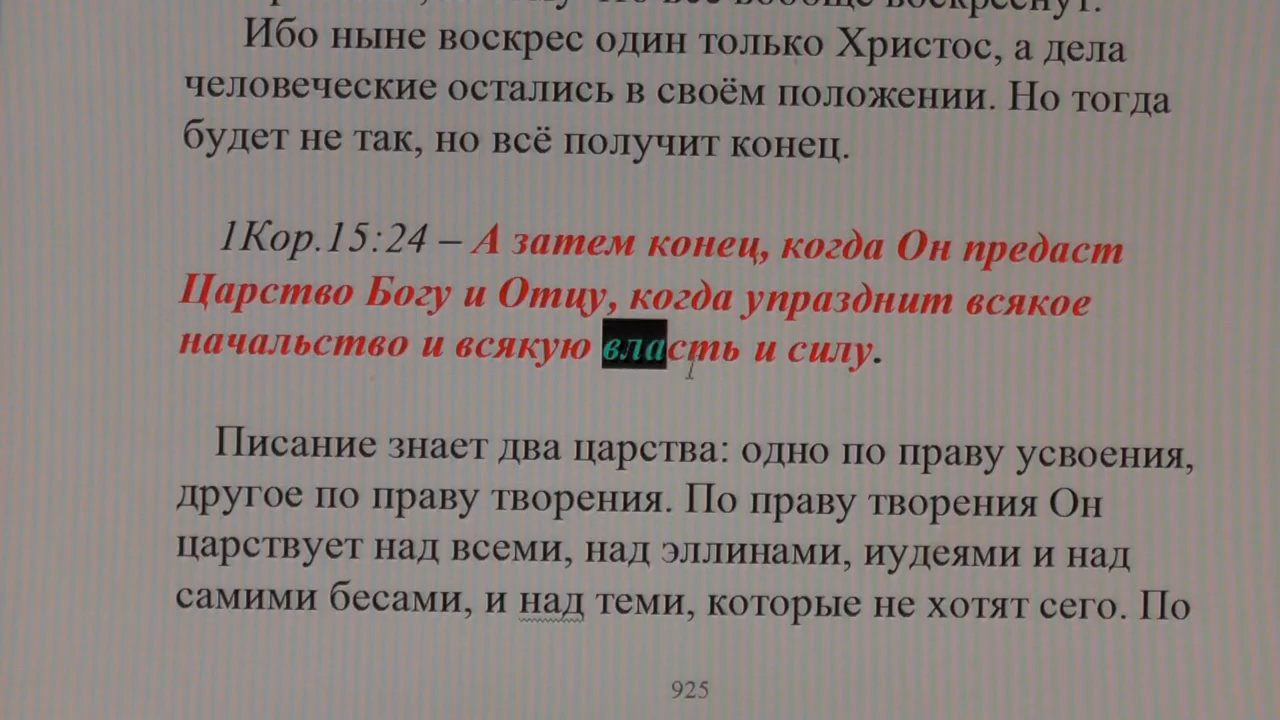 все вообще воскреснут.
Ибо ныне воскрес один только Христос, а дела
человеческие остались в своём положении. Но тогда
будет не так, но всё получит конец.
1Кор.15:24 – А затем конец, когда Он предаст
Царство Богу и Отцу, когда упразднит всякое
начальство и всякую власть и силу.
Писание знает два царства: одно по праву усвоения,
другое по праву творения. По праву творения Он
царствует над всеми, над эллинами, иудеями и над
самими бесами, и над теми, которые не хотят сего. По
925